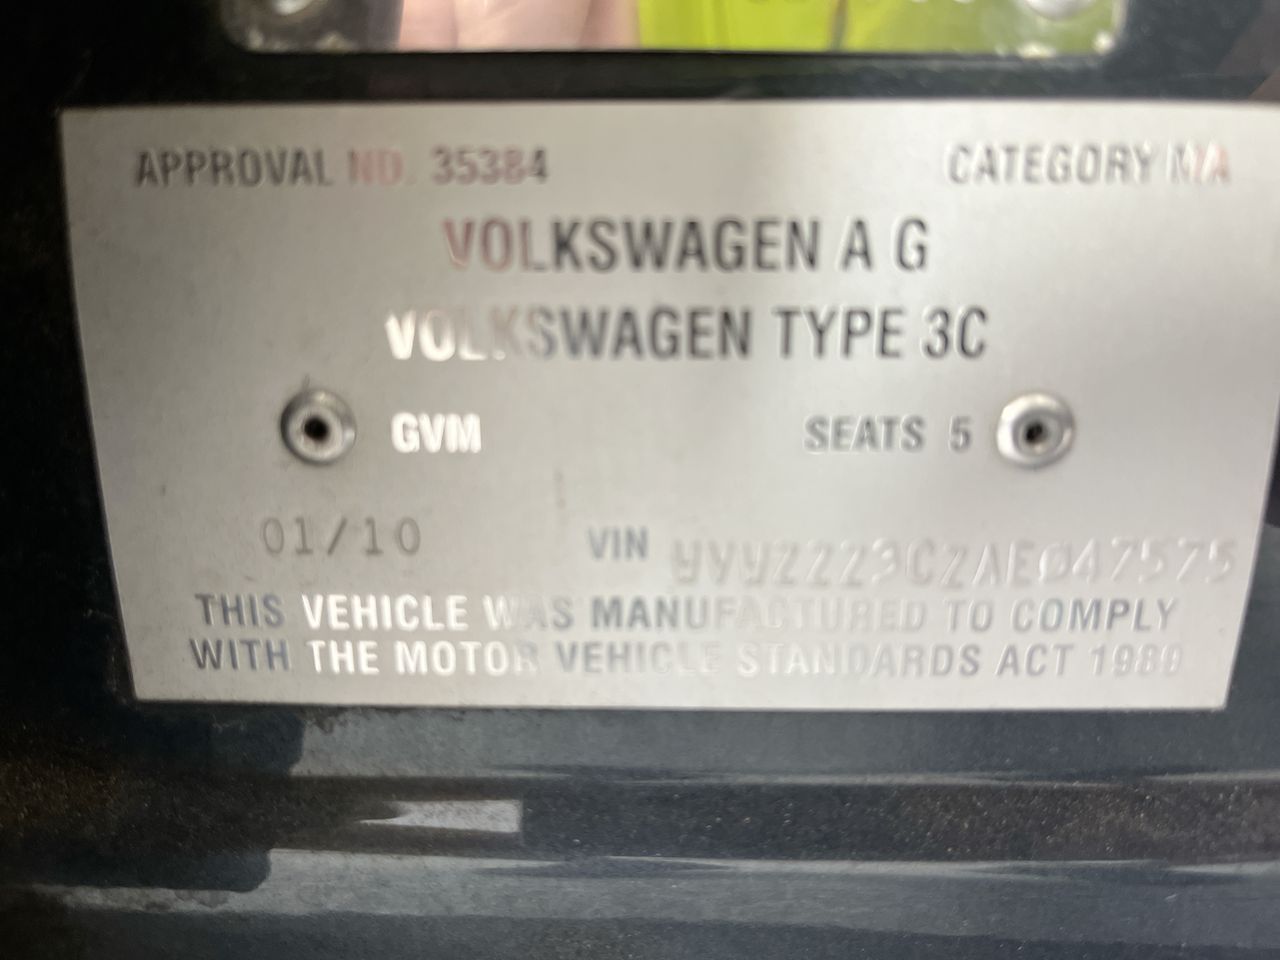 APPROVAL NO. 35384 CATEGORY MA
VOLKSWAGEN A G
VOLKSWAGEN TYPE 3C
GVM SEATS 5
01/10 VIN WVWZZZ3CZAE047575
THIS VEHICLE WAS MANUFACTURED TO COMPLY
WITH THE MOTOR VEHICLE STANDARDS ACT 1989